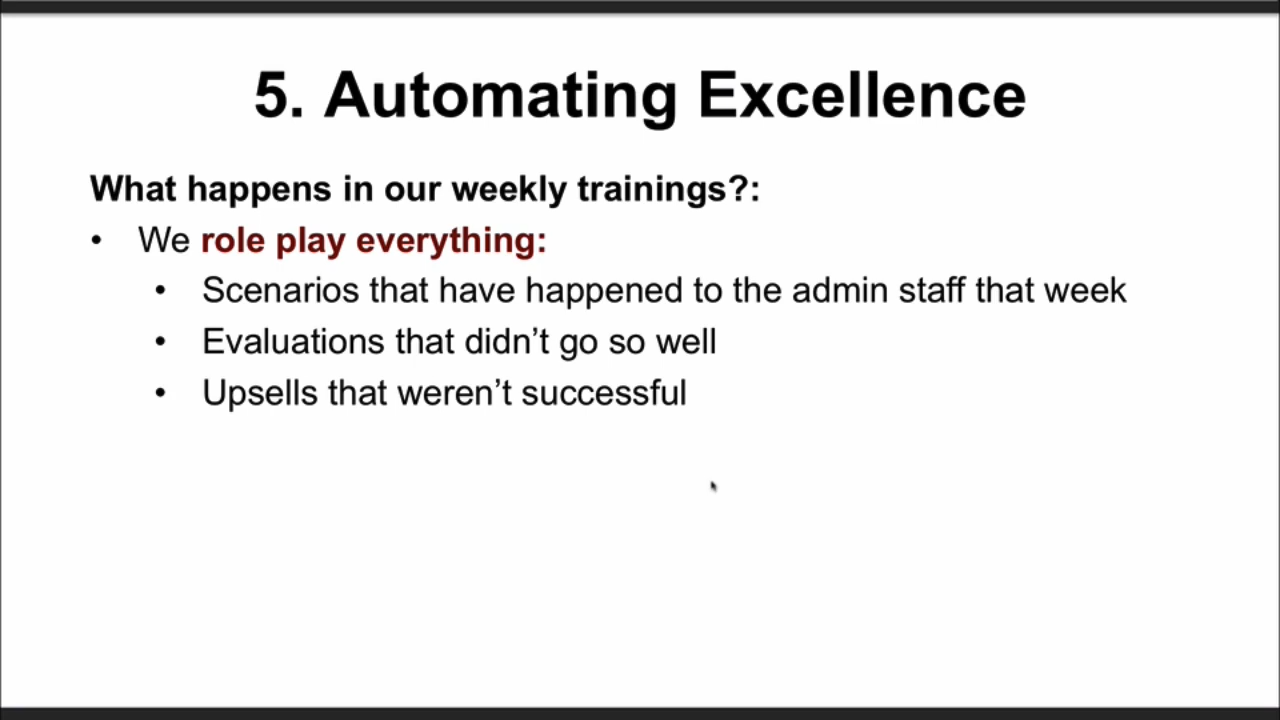 5. Automating Excellence
What happens in our weekly trainings?:
• We role play everything:
• Scenarios that have happened to the admin staff that week
• Evaluations that didn’t go so well
• Upsells that weren’t successful